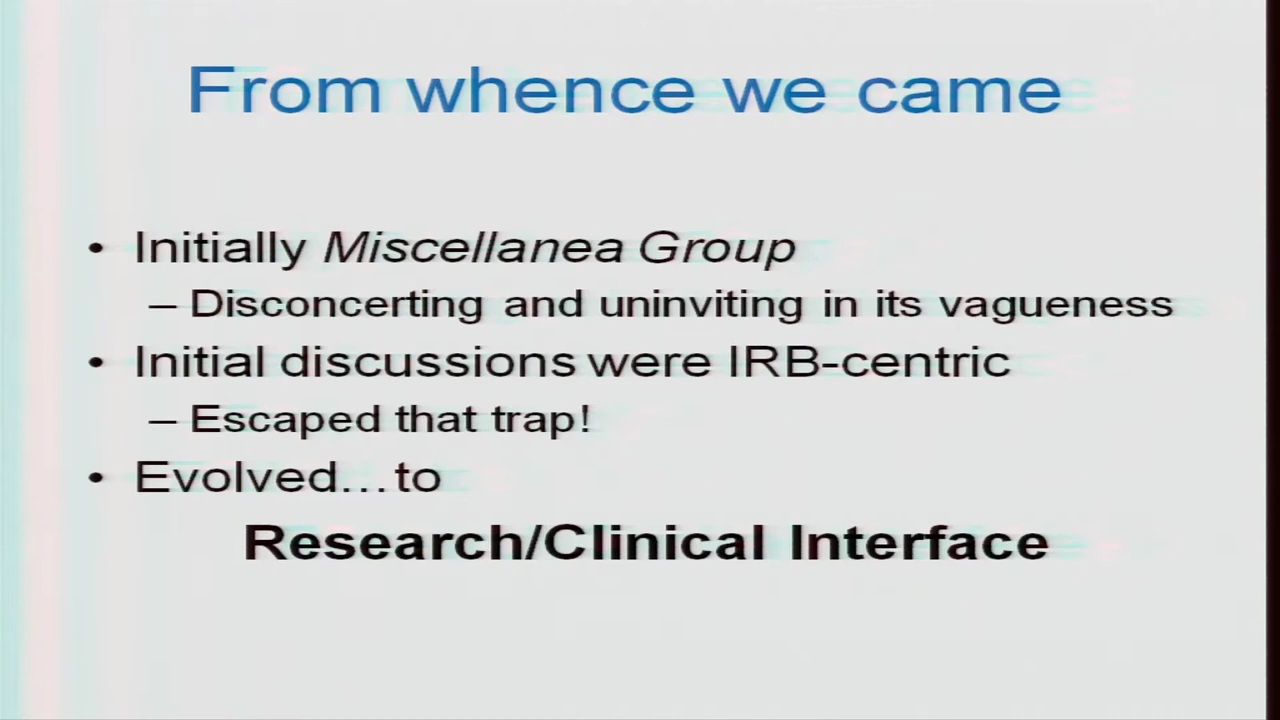 From whence we came
• Initially Miscellanea Group
– Disconcerting and uninviting in its vagueness
• Initial discussions were IRB-centric
– Escaped that trap!
• Evolved…to
Research/Clinical Interface